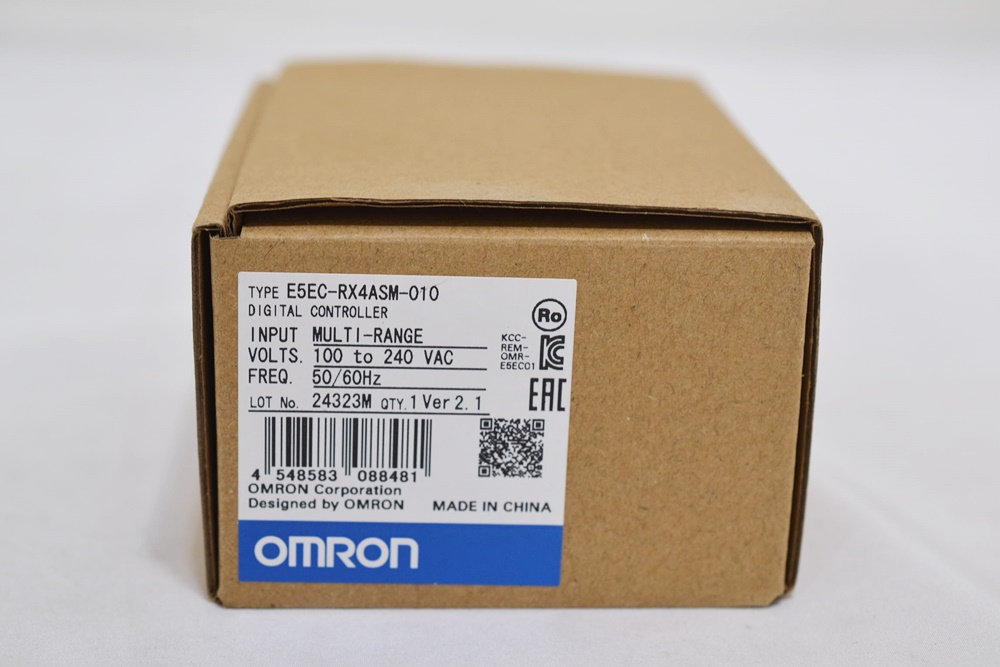 TYPE E5EC-RX4ASM-010
DIGITAL CONTROLLER
INPUT MULTI-RANGE
VOLTS. 100 to 240 VAC
FREQ. 50/60Hz
LOT No. 24323M QTY.1 Ver 2.1
Ro
KCC-
REM-
OMR-
E5EC01
EAC
4 548583 088481
OMRON Corporation
Designed by OMRON MADE IN CHINA
OMRON